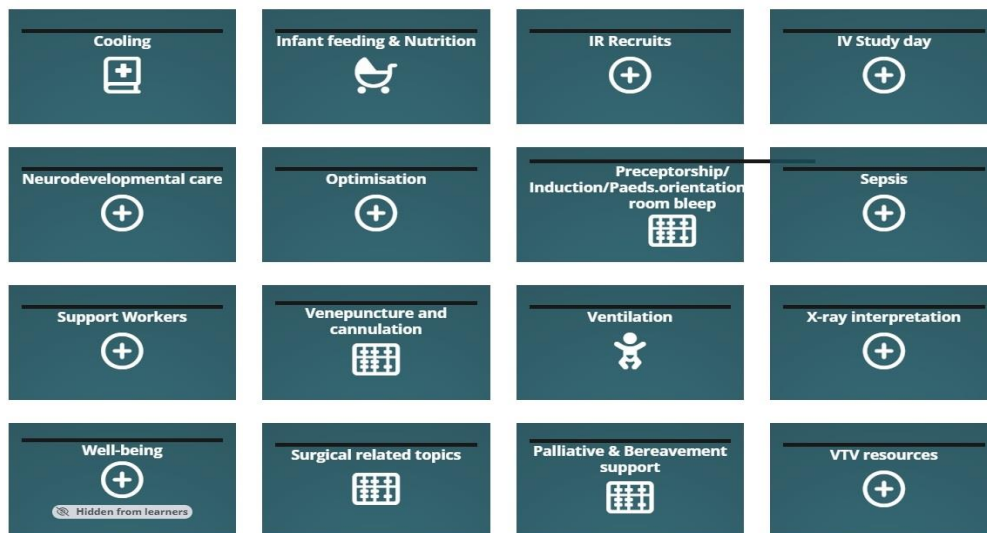 Cooling
Infant feeding & Nutrition
IR Recruits
IV Study day
Neurodevelopmental care
Optimisation
Preceptorship/
Induction/Paeds.orientation
room bleep
Sepsis
Support Workers
Venepuncture and
cannulation
Ventilation
X-ray interpretation
Well-being
Hidden from learners
Surgical related topics
Palliative & Bereavement
support
VTV resources